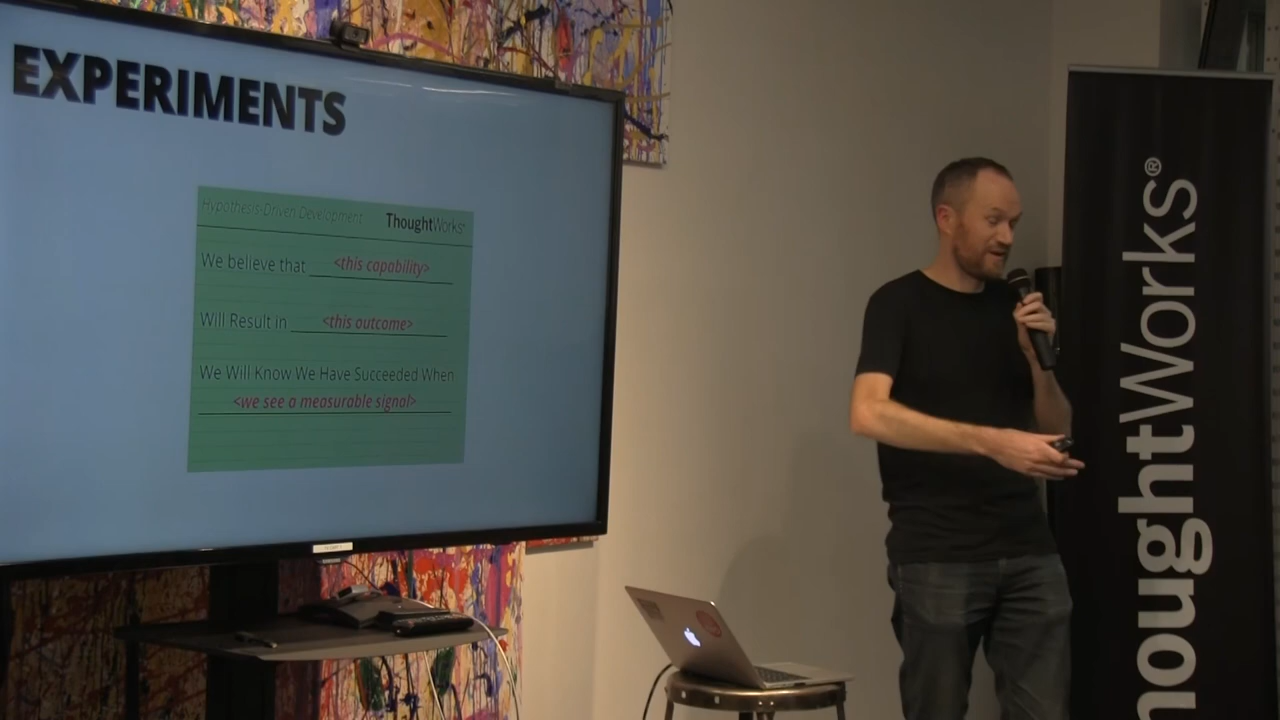 EXPERIMENTS
Hypothesis-Driven Development
ThoughtWorks®
We believe that <this capability>
Will Result in <this outcome>
We Will Know We Have Succeeded When
<we see a measurable signal>
houghtWorks®